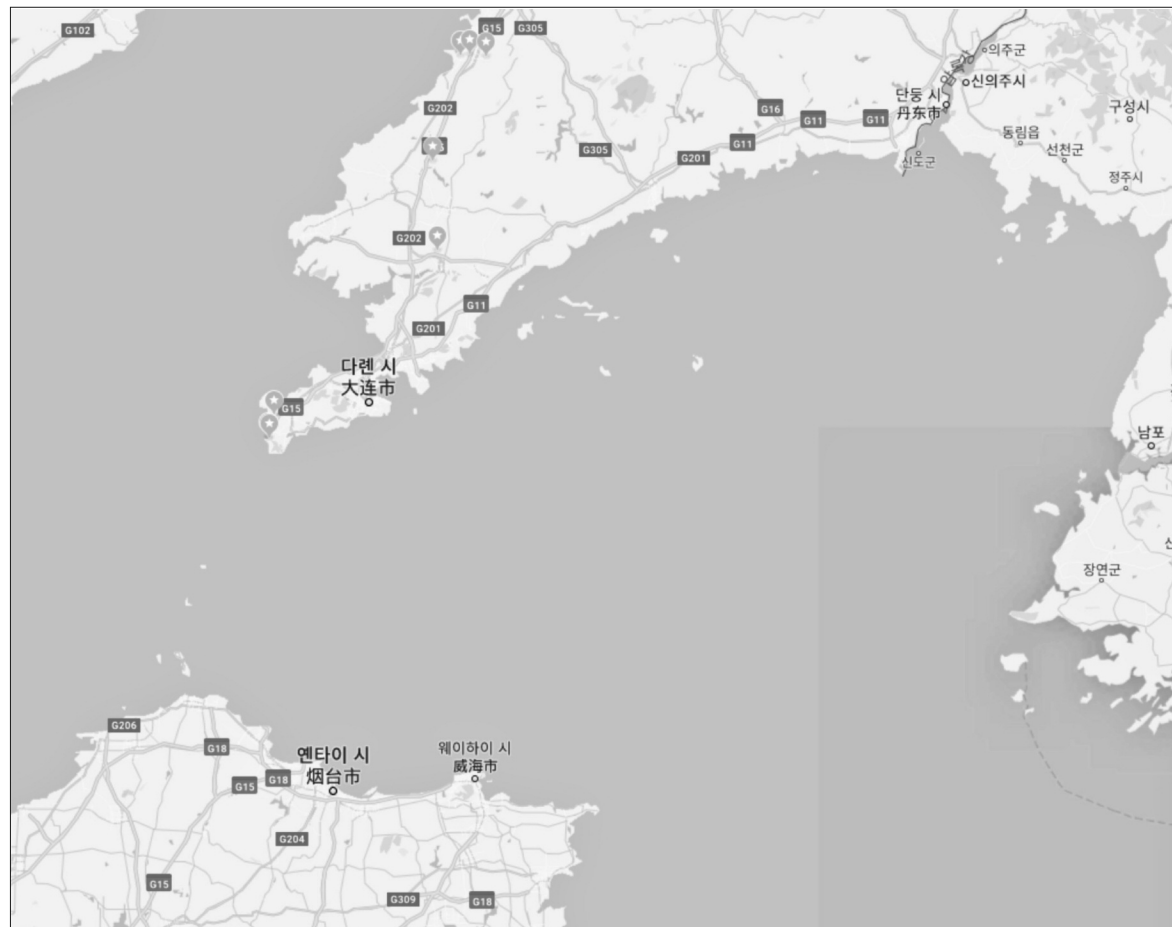 G102
G15
G305
의주군
신의주시
G202
단둥 시
丹东市
G16
G11
G11
구성시
동림읍
선천군
G305
G11
G201
신도군
정주시
G202
G11
G201
다롄 시
大连市
G15
남포
장연군
G206
G18
옌타이 시
烟台市
웨이하이 시
威海市
G18
G15
G204
G15
G309
G18